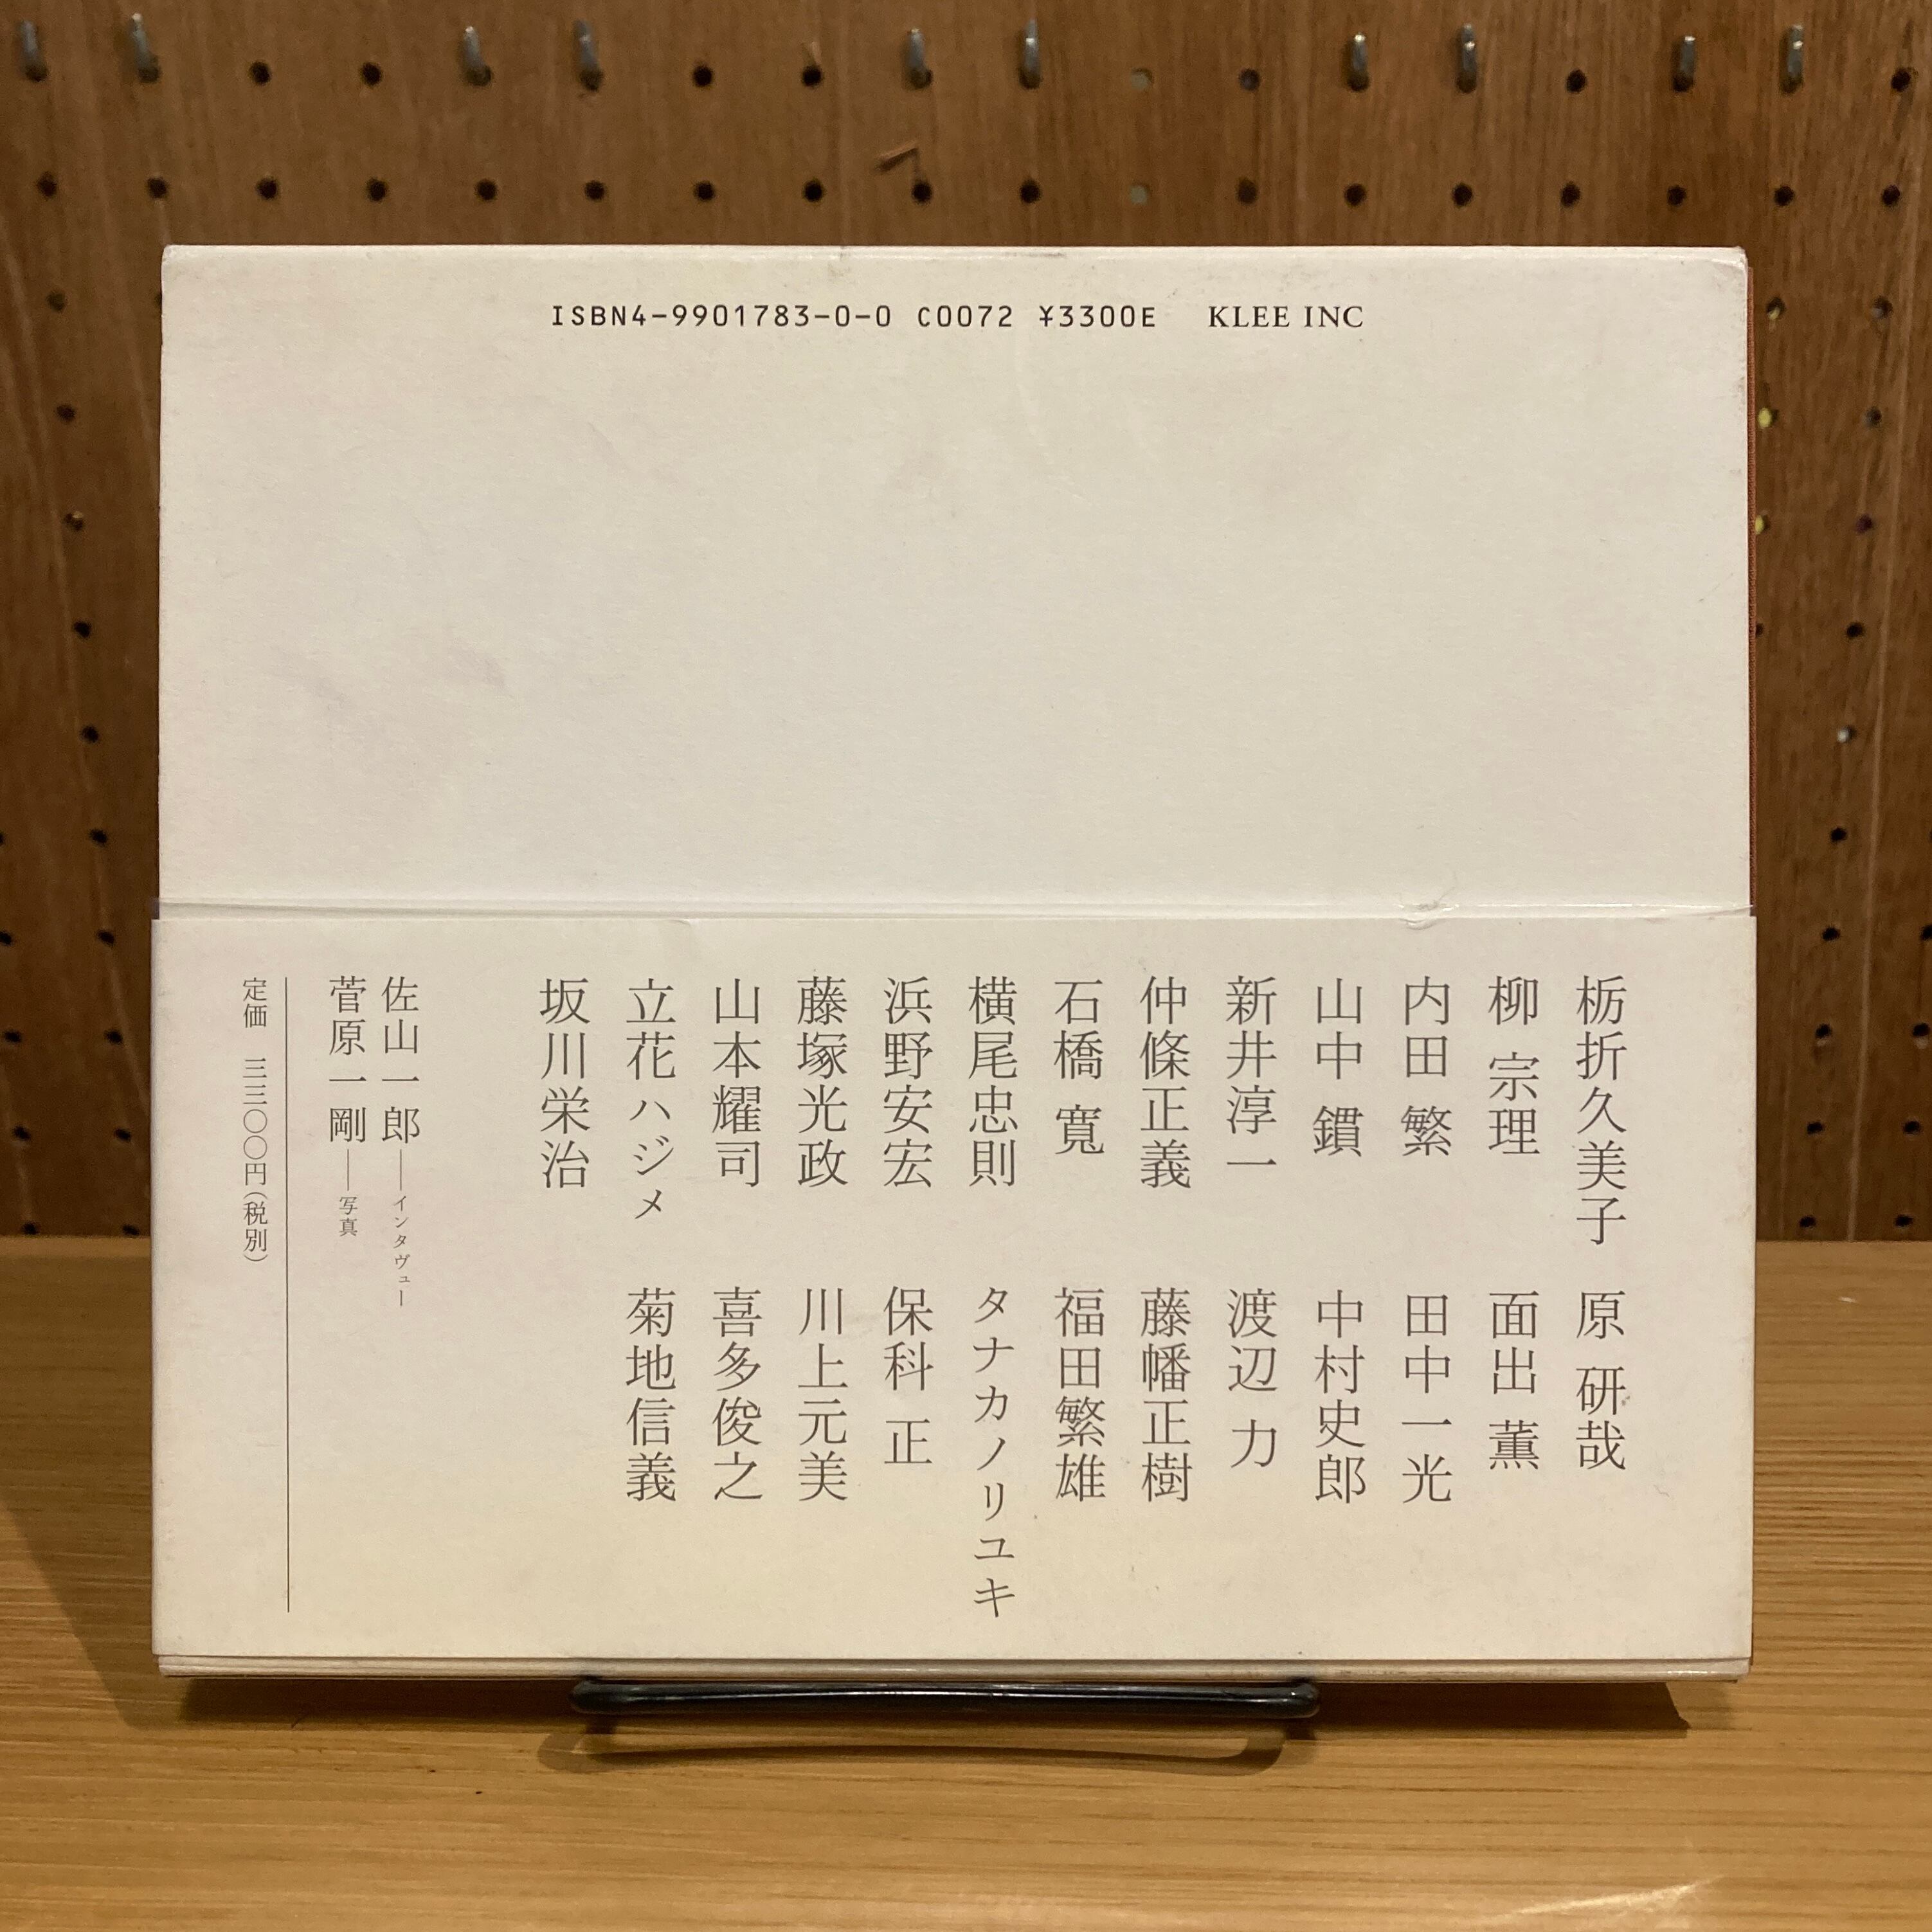 ISBN4-9901783-0-0 C0072 ¥3300E KLEE INC
栃折久美子 原 研哉
柳 宗理 面出 薫
内田 繁 田中一光
山中 鏆 中村史郎
新井淳一 渡辺 力
仲條正義 藤幡正樹
石橋 寛 福田繁雄
横尾忠則 タナカノリユキ
浜野安宏 保科 正
藤塚光政 川上元美
山本耀司 喜多俊之
立花ハジメ 菊地信義
坂川栄治
佐山一郎——インタヴュー
菅原一剛——写真
定価 三三〇〇円(税別)